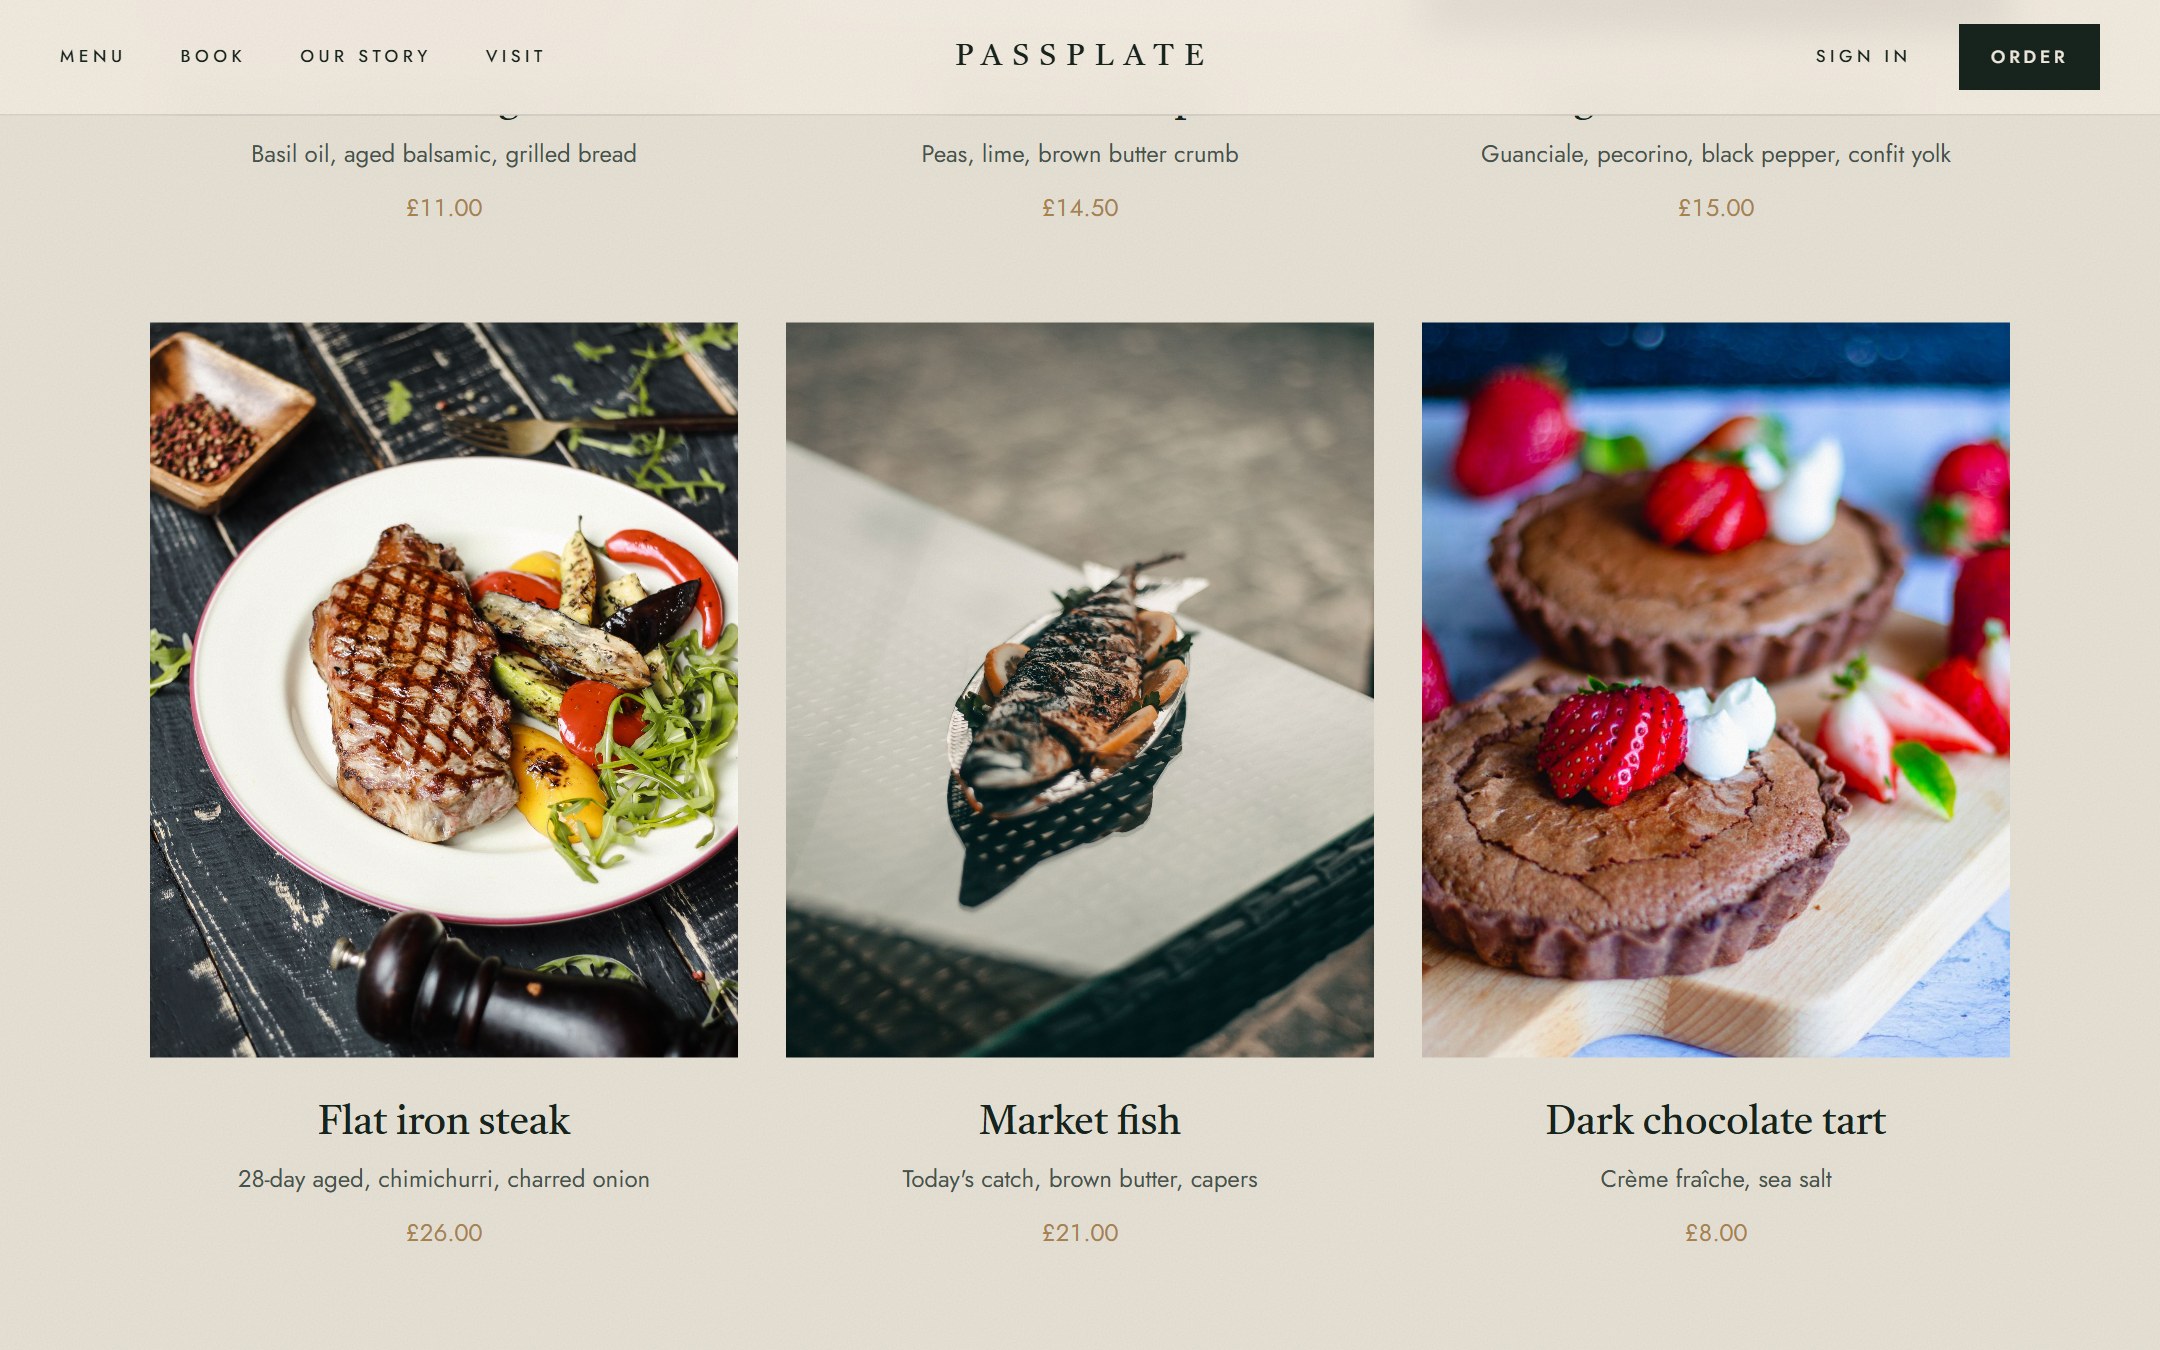 MENU BOOK OUR STORY VISIT PASSPLATE SIGN IN ORDER
Basil oil, aged balsamic, grilled bread
£11.00
Peas, lime, brown butter crumb
£14.50
Guanciale, pecorino, black pepper, confit yolk
£15.00
Flat iron steak
28-day aged, chimichurri, charred onion
£26.00
Market fish
Today's catch, brown butter, capers
£21.00
Dark chocolate tart
Crème fraîche, sea salt
£8.00